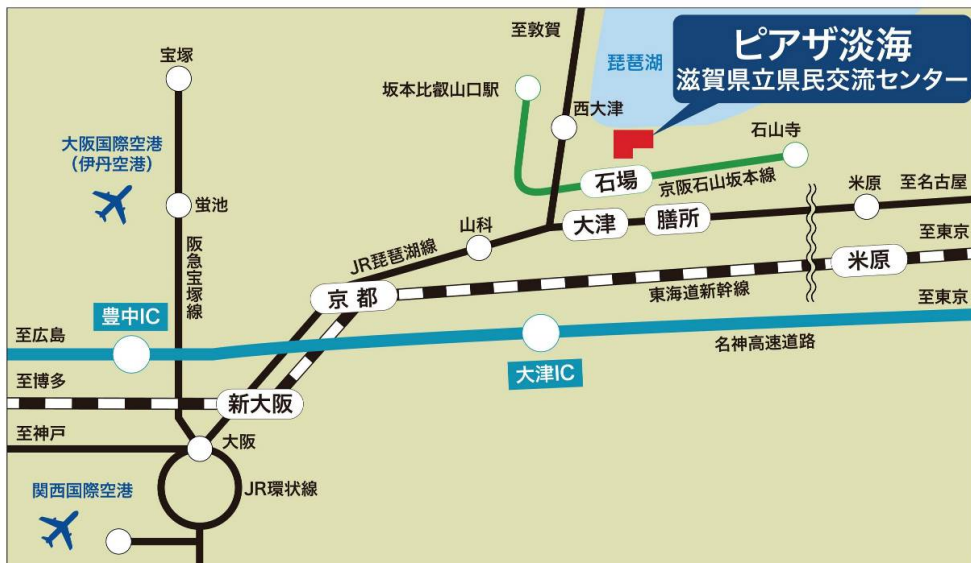 ピアザ淡海
滋賀県立県民交流センター
至敦賀
琵琶湖
宝塚
坂本比叡山口駅
西大津
石山寺
大阪国際空港
(伊丹空港)
石場
京阪石山坂本線
蛍池
米原
至名古屋
大津
膳所
山科
JR琵琶湖線
至東京
阪急宝塚線
米原
京都
東海道新幹線
至東京
豊中IC
至広島
名神高速道路
大津IC
至博多
新大阪
至神戸
大阪
関西国際空港
JR環状線